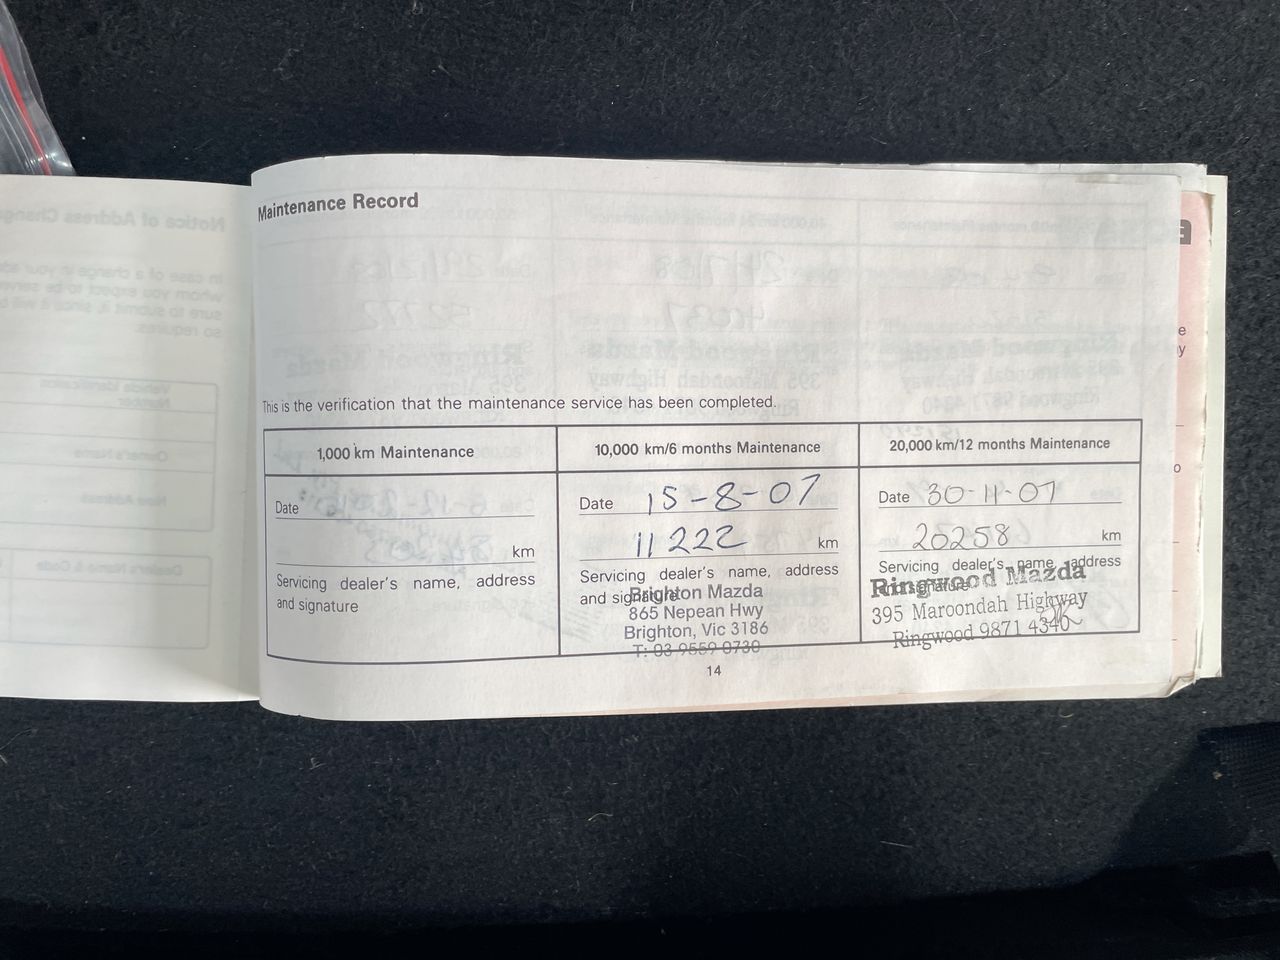 Maintenance Record
This is the verification that the maintenance service has been completed.
1,000 km Maintenance
Date
km
Servicing dealer's name, address
and signature
10,000 km/6 months Maintenance
Date 15-8-07
11222 km
Servicing dealer's name, address
and signature
Brighton Mazda
865 Nepean Hwy
Brighton, Vic 3186
T: 03 9559 0730
20,000 km/12 months Maintenance
Date 30-11-07
20258 km
Servicing dealer's name, address
Ringwood Mazda
395 Maroondah Highway
Ringwood 9871 4340
14